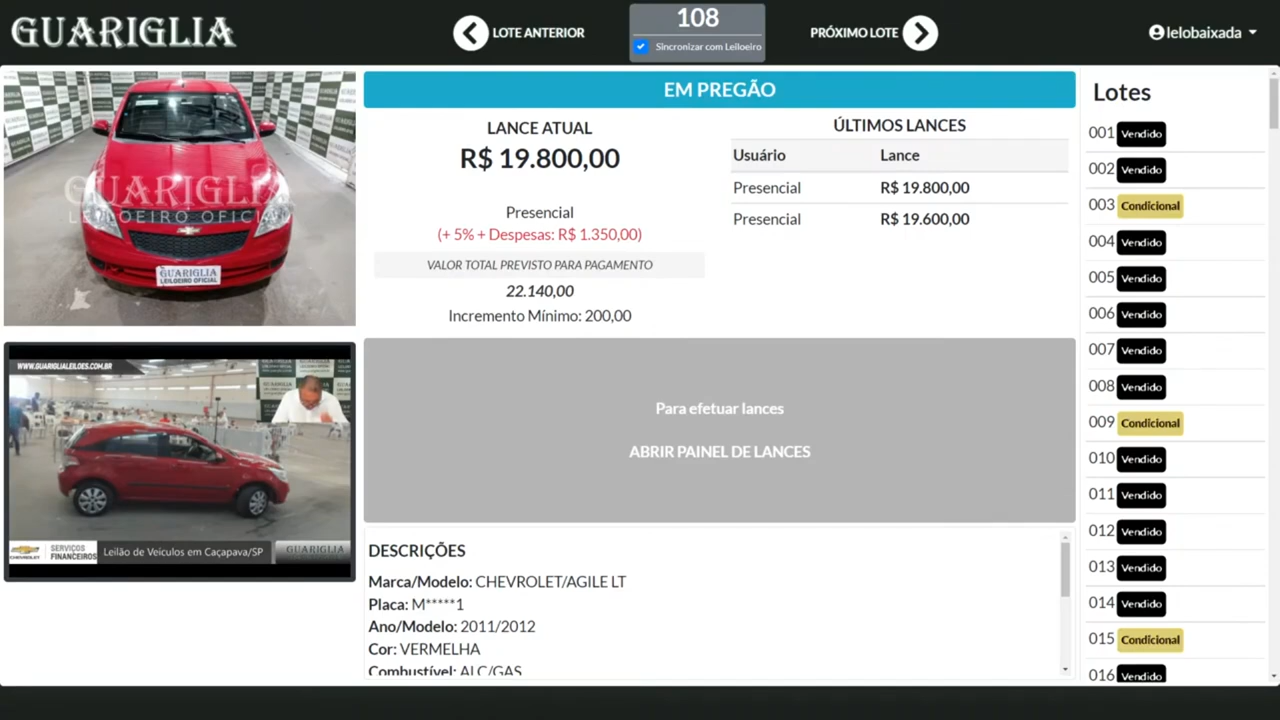 GUARIGLIA
LOTE ANTERIOR
108
Sincronizar com Leiloeiro
PRÓXIMO LOTE
lelobaixada
GUARIGLIA
LEILOEIRO OFICIAL
GUARIGLIA
LEILOEIRO OFICIAL
EM PREGÃO
LANCE ATUAL
R$ 19.800,00
Presencial
(+ 5% + Despesas: R$ 1.350,00)
VALOR TOTAL PREVISTO PARA PAGAMENTO
22.140,00
Incremento Mínimo: 200,00
ÚLTIMOS LANCES
Usuário Lance
Presencial R$ 19.800,00
Presencial R$ 19.600,00
WWW.GUARIGLIALEILOES.COM.BR
CHEVROLET
SERVIÇOS
FINANCEIROS
Leilão de Veículos em Caçapava/SP
GUARIGLIA
Para efetuar lances
ABRIR PAINEL DE LANCES
DESCRIÇÕES
Marca/Modelo: CHEVROLET/AGILE LT
Placa: M*****1
Ano/Modelo: 2011/2012
Cor: VERMELHA
Combustível: ALC/GAS
Lotes
001 Vendido
002 Vendido
003 Condicional
004 Vendido
005 Vendido
006 Vendido
007 Vendido
008 Vendido
009 Condicional
010 Vendido
011 Vendido
012 Vendido
013 Vendido
014 Vendido
015 Condicional
016 Vendido